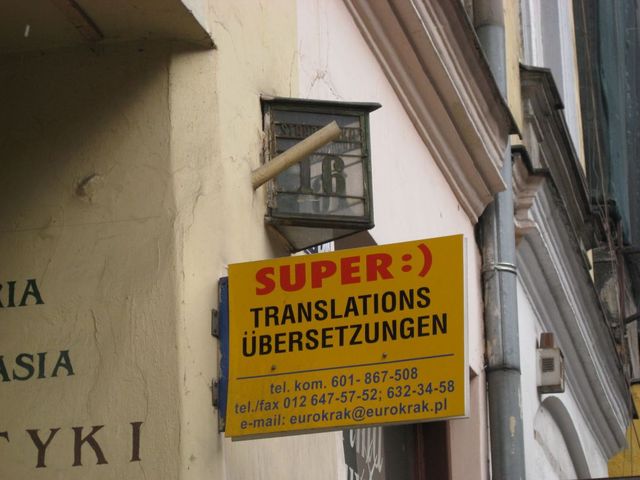 16
SUPER:)
TRANSLATIONS
ÜBERSETZUNGEN
tel. kom. 601- 867-508
tel./fax 012 647-57-52; 632-34-58
e-mail: eurokrak@eurokrak.pl
RIA
ASIA
TYKI